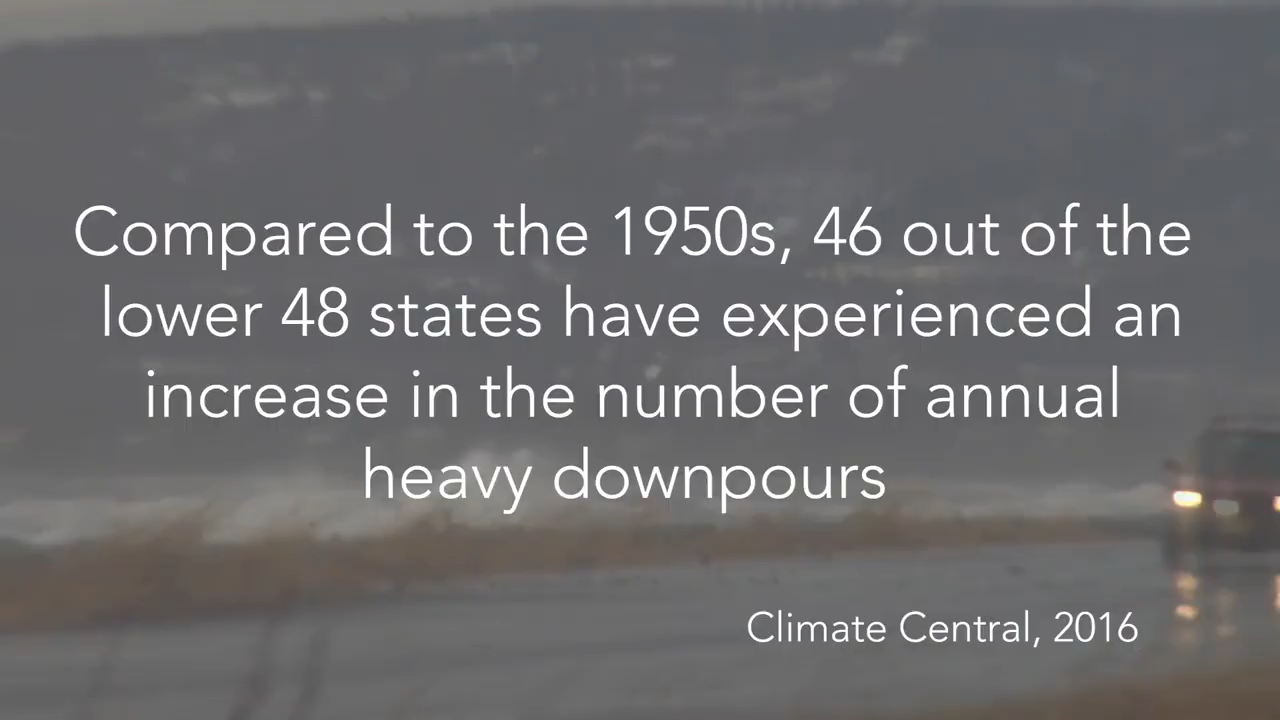 Compared to the 1950s, 46 out of the
lower 48 states have experienced an
increase in the number of annual
heavy downpours
Climate Central, 2016